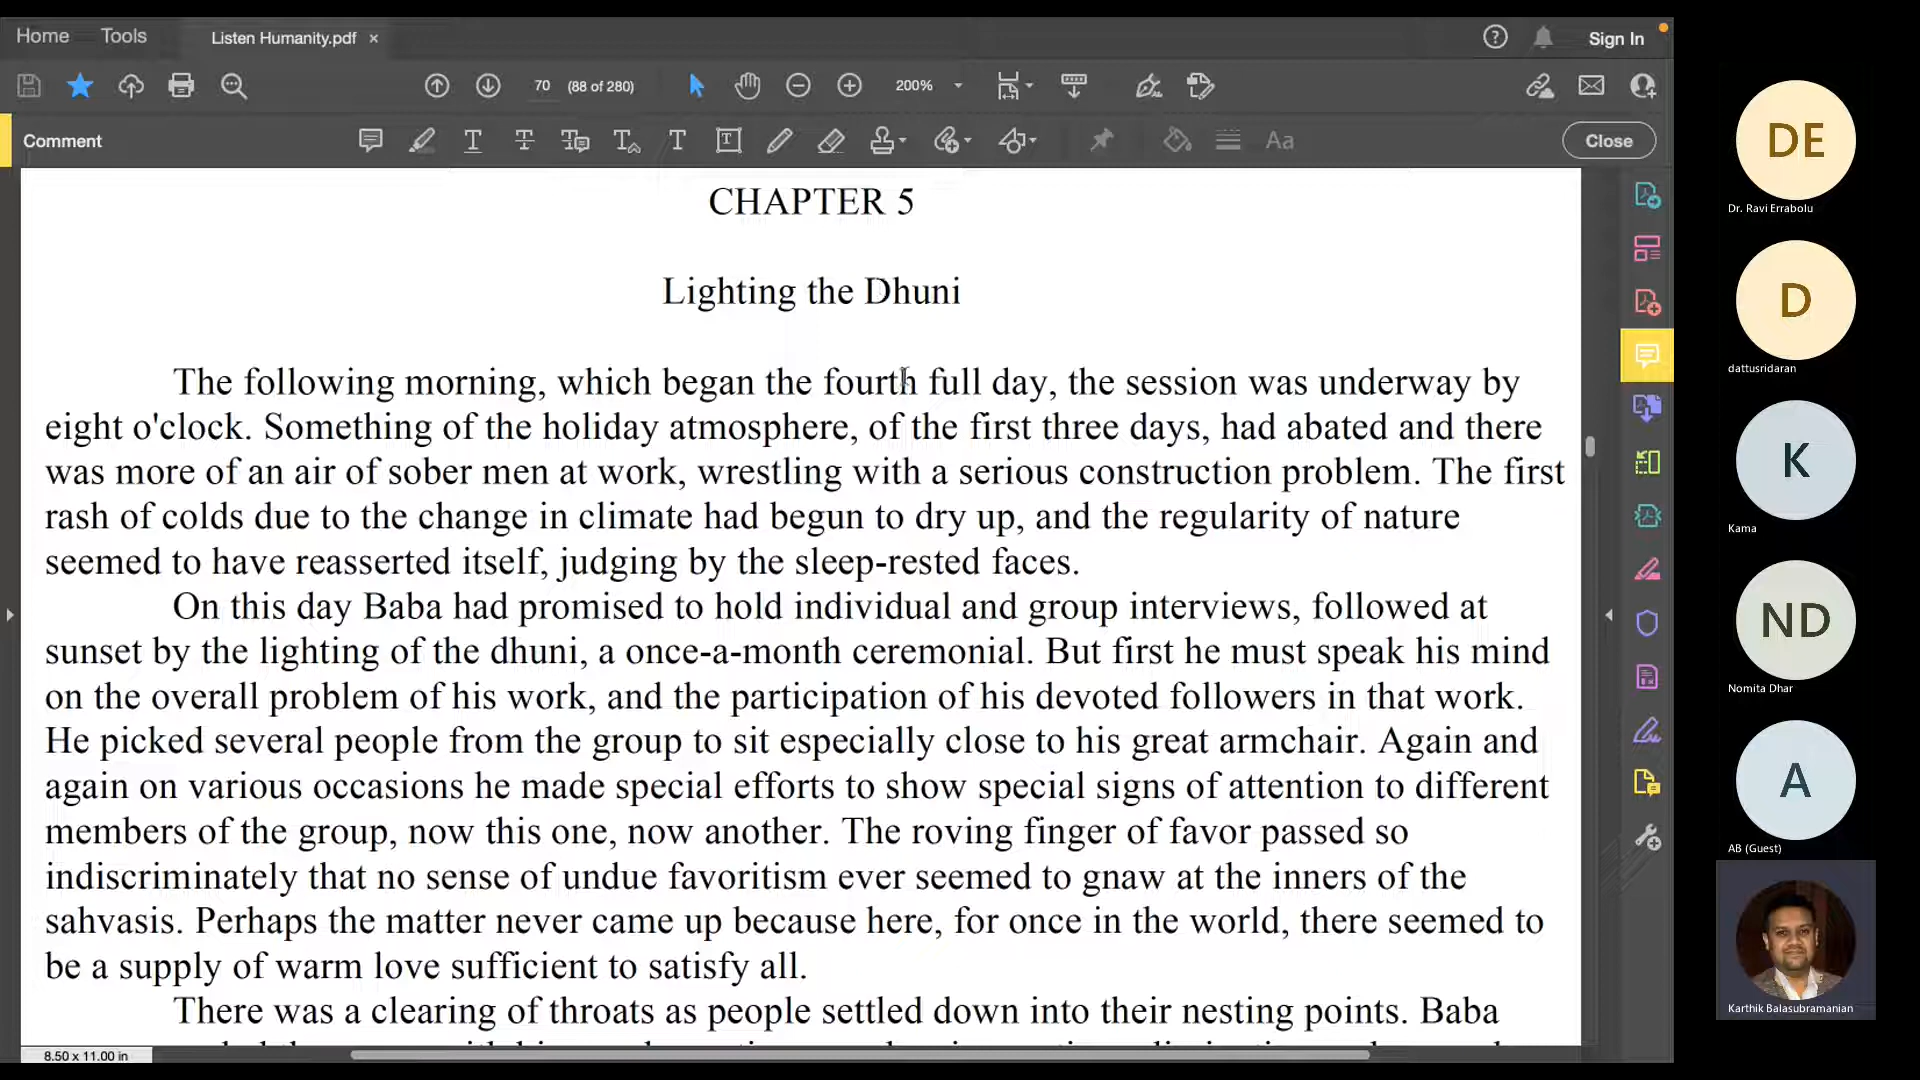 Home Tools Listen Humanity.pdf × Sign In
70 (88 of 280) 200%
Comment Aa Close
CHAPTER 5
Lighting the Dhuni
The following morning, which began the fourth full day, the session was underway by
eight o'clock. Something of the holiday atmosphere, of the first three days, had abated and there
was more of an air of sober men at work, wrestling with a serious construction problem. The first
rash of colds due to the change in climate had begun to dry up, and the regularity of nature
seemed to have reasserted itself, judging by the sleep-rested faces.
On this day Baba had promised to hold individual and group interviews, followed at
sunset by the lighting of the dhuni, a once-a-month ceremonial. But first he must speak his mind
on the overall problem of his work, and the participation of his devoted followers in that work.
He picked several people from the group to sit especially close to his great armchair. Again and
again on various occasions he made special efforts to show special signs of attention to different
members of the group, now this one, now another. The roving finger of favor passed so
indiscriminately that no sense of undue favoritism ever seemed to gnaw at the inners of the
sahvasis. Perhaps the matter never came up because here, for once in the world, there seemed to
be a supply of warm love sufficient to satisfy all.
There was a clearing of throats as people settled down into their nesting points. Baba
8.50 x 11.00 in
DE
Dr. Ravi Errabolu
D
dattusridaran
K
Kama
ND
Nomita Dhar
A
AB (Guest)
Karthik Balasubramanian